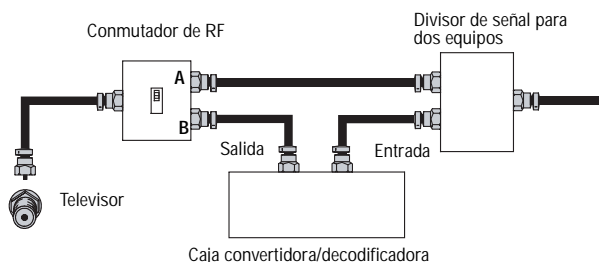 Conmutador de RF
Divisor de señal para
dos equipos
A
B
Salida
Entrada
Televisor
Caja convertidora/decodificadora